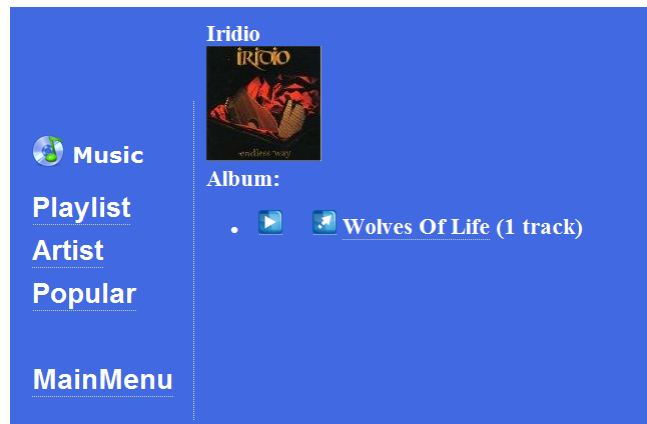 Music
Playlist
Artist
Popular
MainMenu
Iridio
IRIDIO
endless way
Album:
Wolves Of Life (1 track)